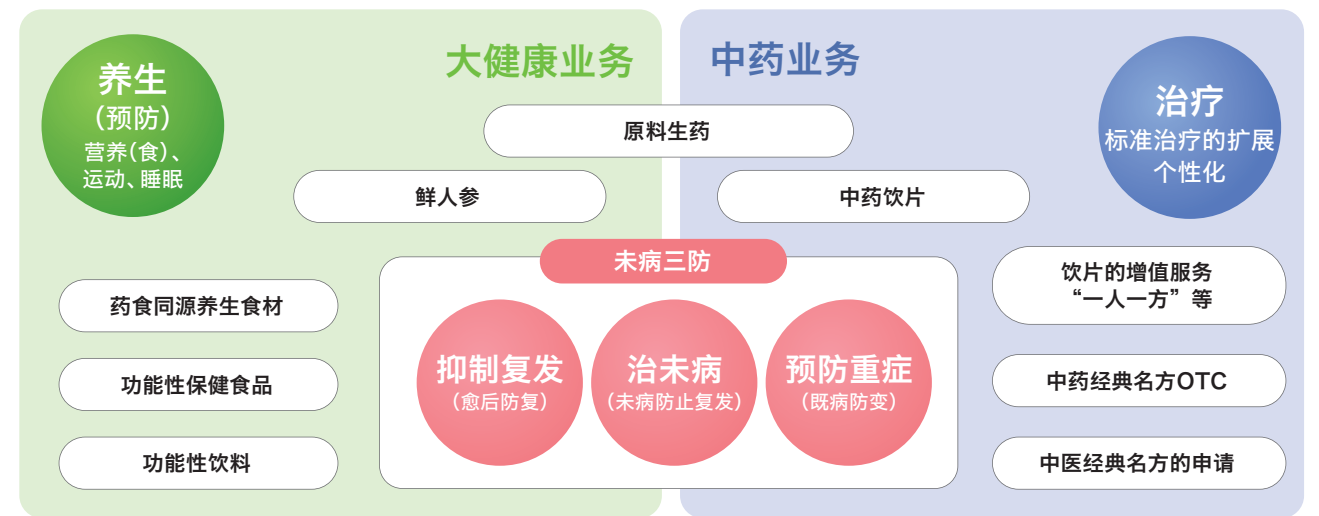 大健康业务
中药业务
养生
（预防）
营养（食）、
运动、睡眠
治疗
标准治疗的扩展
个性化
原料生药
鲜人参
中药饮片
未病三防
药食同源养生食材
功能性保健食品
功能性饮料
抑制复发
（愈后防复）
治未病
（未病防止复发）
预防重症
（既病防变）
饮片的增值服务
“一人一方”等
中药经典名方OTC
中医经典名方的申请